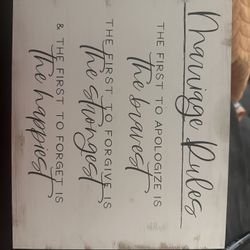 Marriage Rules
THE FIRST TO APOLOGIZE IS
the bravest
THE FIRST TO FORGIVE IS
the strongest
& THE FIRST TO FORGET IS
the happiest